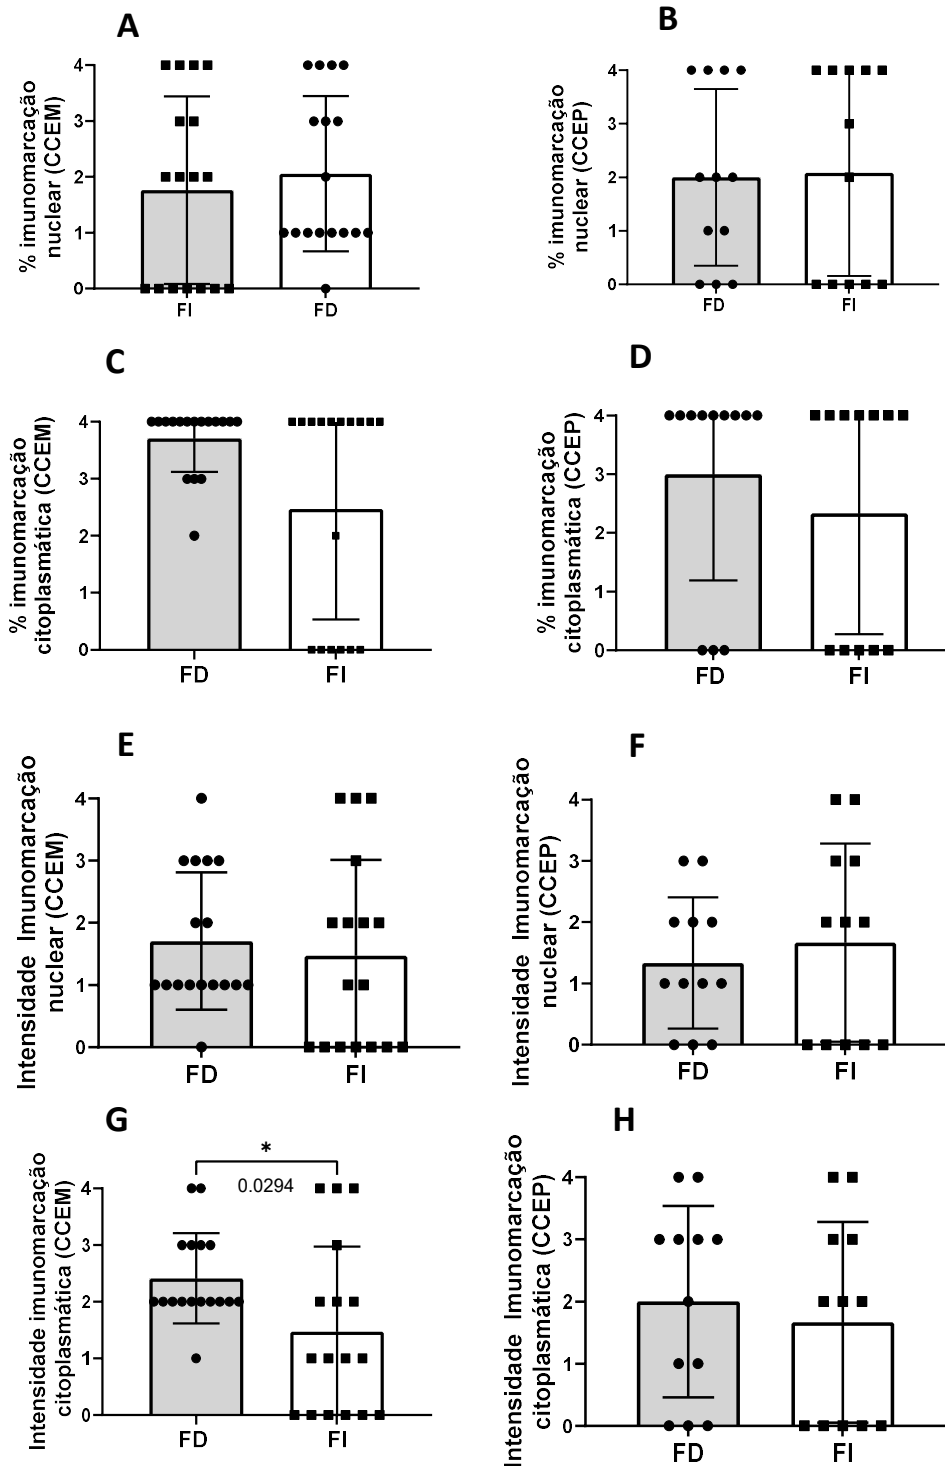 A
% imunomarcação
nuclear (CCEM)
4
3
2
1
0
FI
FD
B
% imunomarcação
nuclear (CCEP)
4
3
2
1
0
FD
FI
C
% imunomarcação
citoplasmática (CCEM)
4
3
2
1
0
FD
FI
D
% imunomarcação
citoplasmática (CCEP)
4
3
2
1
0
FD
FI
E
Intensidade Imunomarcação
nuclear (CCEM)
4
3
2
1
0
FD
FI
F
Intensidade Imunomarcação
nuclear (CCEP)
4
3
2
1
0
FD
FI
G
Intensidade imunomarcação
citoplasmática (CCEM)
*
0.0294
4
3
2
1
0
FD
FI
H
Intensidade Imunomarcação
citoplasmática (CCEP)
4
3
2
1
0
FD
FI